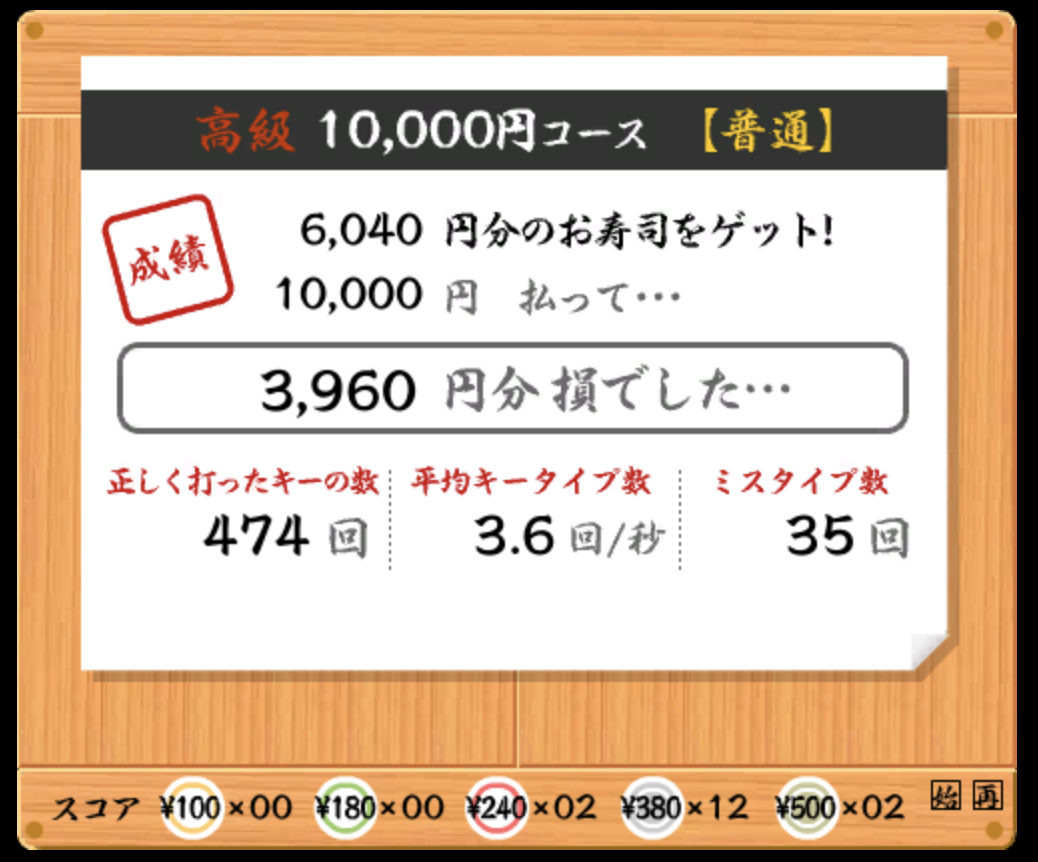 高級 10,000円コース 【普通】
成績
6,040 円分のお寿司をゲット!
10,000 円 払って…
3,960 円分 損でした…
正しく打ったキーの数 平均キータイプ数 ミスタイプ数
474 回 3.6 回/秒 35 回
スコア ¥100×00 ¥180×00 ¥240×02 ¥380×12 ¥500×02 始 再